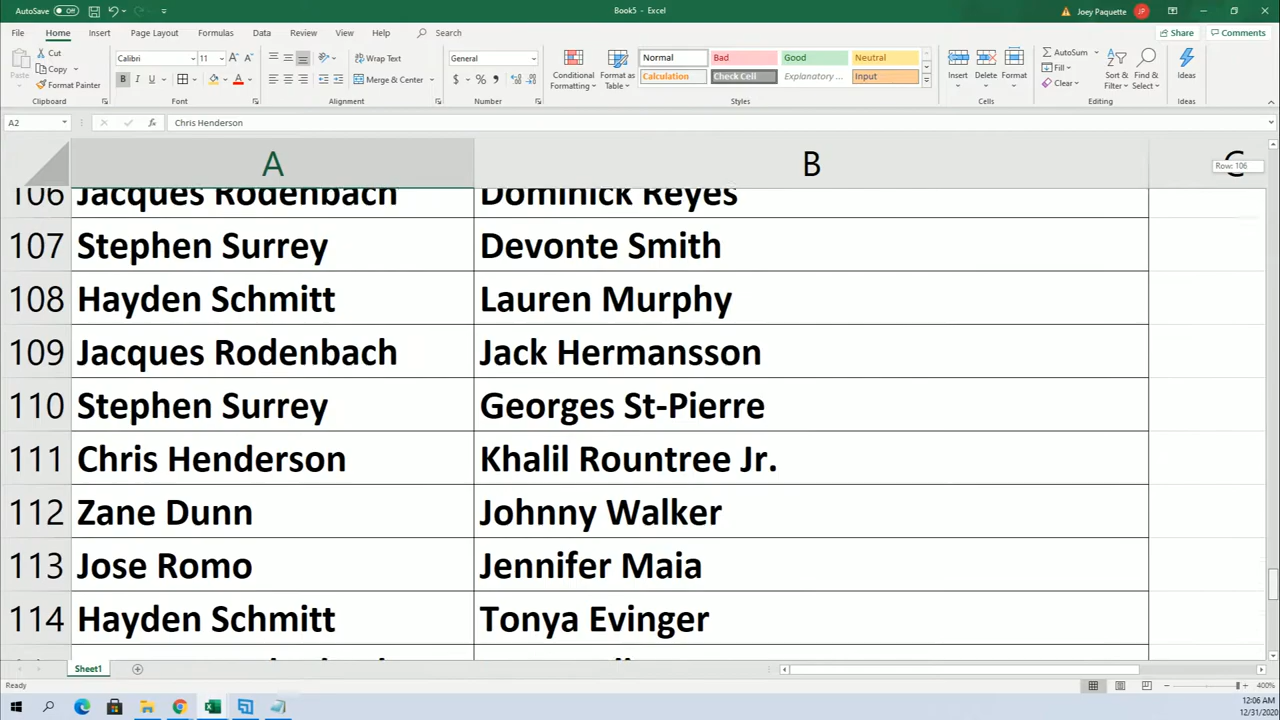 AutoSave Off Book5 - Excel Joey Paquette JP
File Home Insert Page Layout Formulas Data Review View Help Search Share Comments
Paste Cut Copy Format Painter Clipboard
Calibri 11 B I U A Font
Wrap Text Merge & Center Alignment
General $ % Number
Conditional Formatting Format as Table
Normal Bad Good Neutral
Calculation Check Cell Explanatory ... Input
Styles
Insert Delete Format Cells
AutoSum Fill Clear Sort & Filter Find & Select Editing
Ideas Ideas
A2 fx Chris Henderson
A B C
Row: 106
106 Jacques Rodenbach Dominick Reyes
107 Stephen Surrey Devonte Smith
108 Hayden Schmitt Lauren Murphy
109 Jacques Rodenbach Jack Hermansson
110 Stephen Surrey Georges St-Pierre
111 Chris Henderson Khalil Rountree Jr.
112 Zane Dunn Johnny Walker
113 Jose Romo Jennifer Maia
114 Hayden Schmitt Tonya Evinger
Sheet1
Ready 400%
12:06 AM
12/31/2020